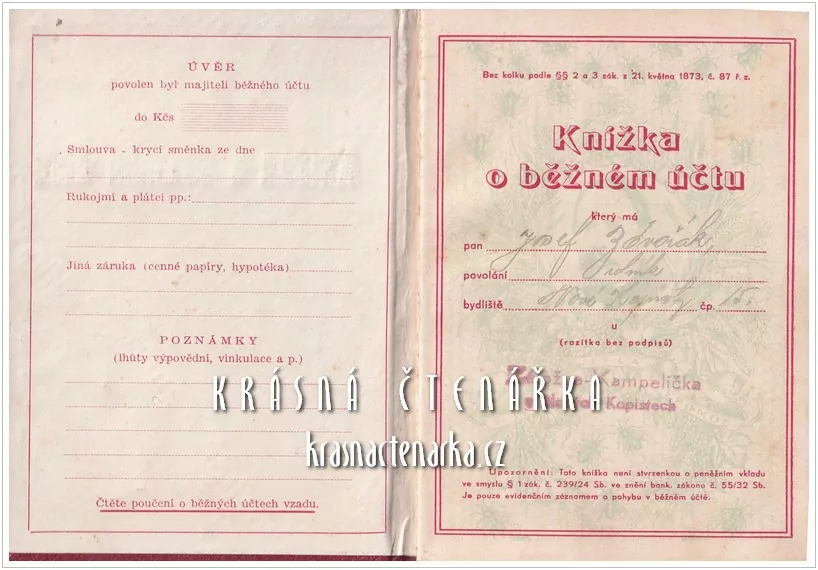 ÚVĚR
povolen byl majiteli běžného účtu
do Kčs
Smlouva - krycí směnka ze dne
Rukojmí a plátci pp.:
Jiná záruka (cenné papíry, hypotéka)
POZNÁMKY
(lhůty výpovědní, vinkulace a p.)
Čtěte poučení o běžných účtech vzadu.
Bez kolku podle §§ 2 a 3 zák. z 21. května 1873, č. 87 ř. z.
Knížka
o běžném účtu
který má
pan Josef
povolání
bydliště Nové Kopisty čp. 15.
u
(razítko bez podpisů)
Kampelička
Kopistech
Upozornění: Tato knížka není stvrzenkou o peněžním vkladu
ve smyslu § 1 zák. č. 239/24 Sb. ve znění bank. zákona č. 55/32 Sb.
Je pouze evidenčním záznamem o pohybu v běžném účtě.
KRÁSNÁ ČTENÁŘKA
krasnactenarka.cz